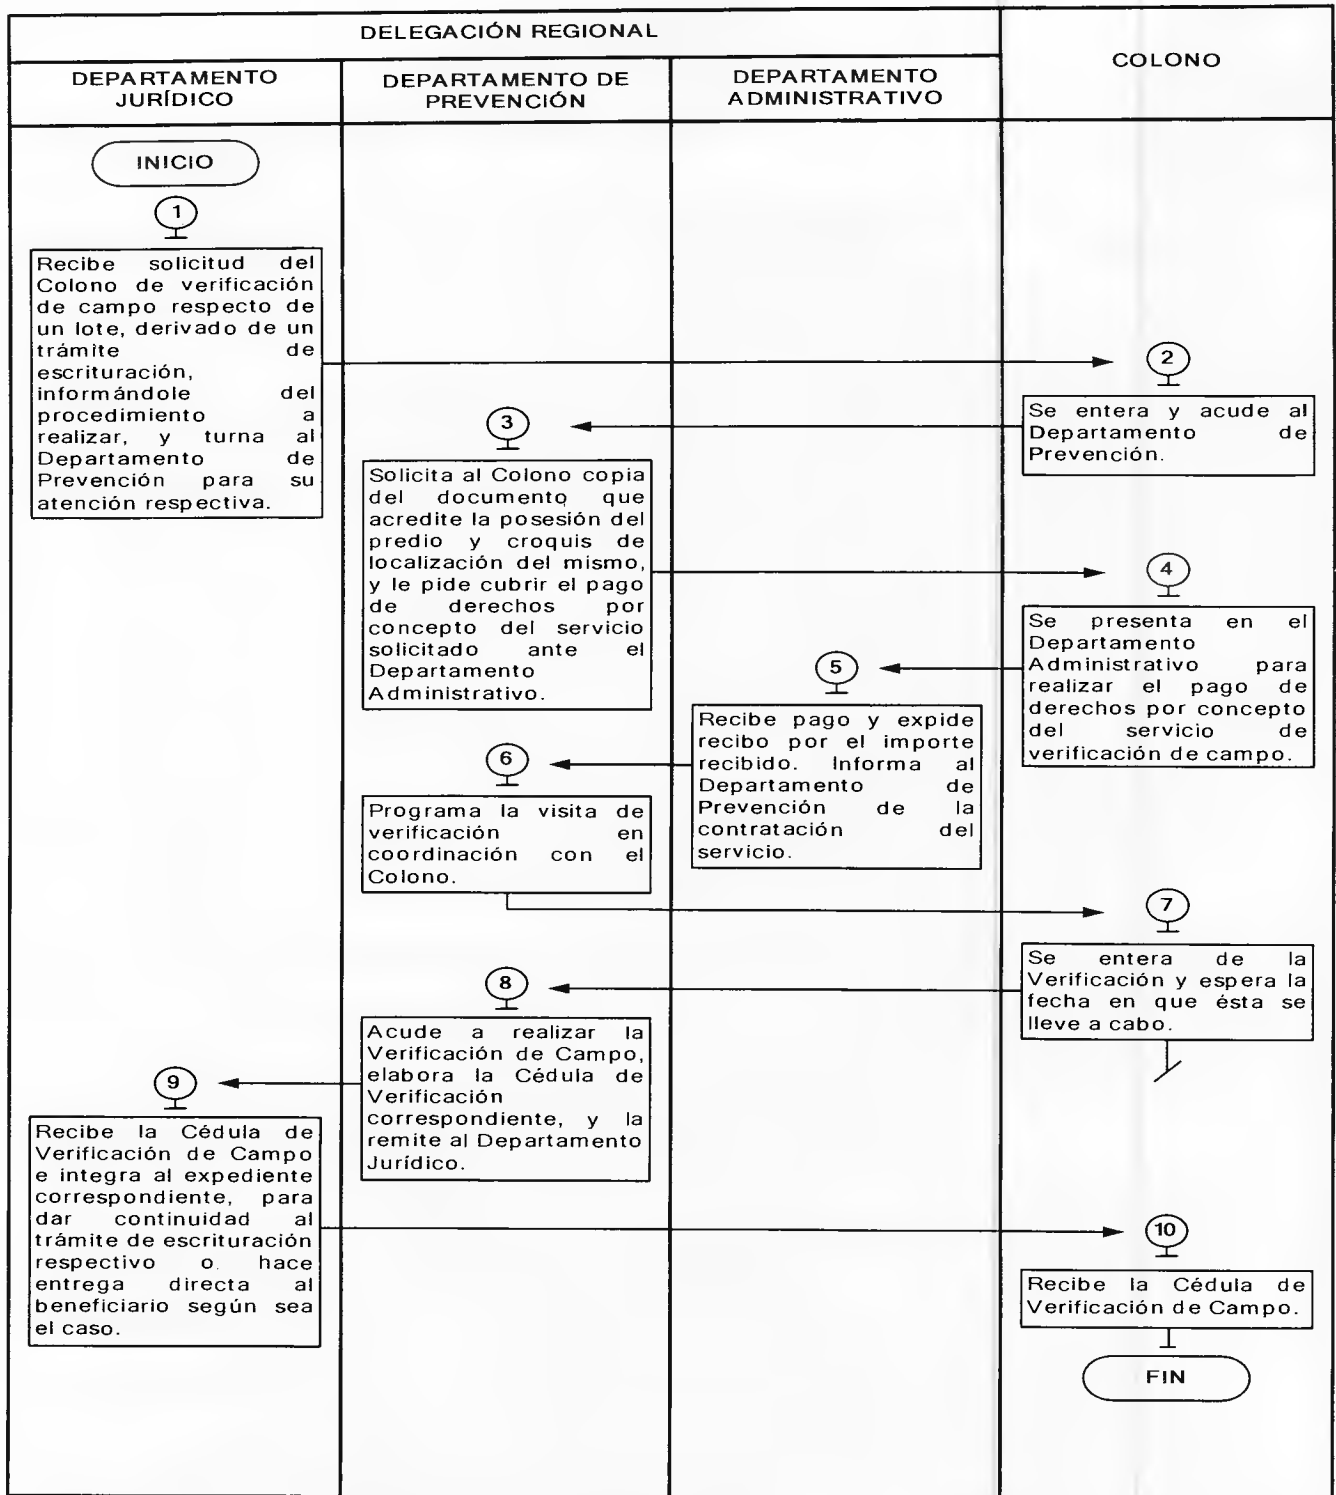 DELEGACIÓN REGIONAL
COLONO
DEPARTAMENTO
JURÍDICO
DEPARTAMENTO DE
PREVENCIÓN
DEPARTAMENTO
ADMINISTRATIVO
INICIO
1
Recibe solicitud del
Colono de verificación
de campo respecto de
un lote, derivado de un
trámite de
escrituración,
informándole del
procedimiento a
realizar, y turna al
Departamento de
Prevención para su
atención respectiva.
2
Se entera y acude al
Departamento de
Prevención.
3
Solicita al Colono copia
del documento que
acredite la posesión del
predio y croquis de
localización del mismo,
y le pide cubrir el pago
de derechos por
concepto del servicio
solicitado ante el
Departamento
Administrativo.
4
Se presenta en el
Departamento
Administrativo para
realizar el pago de
derechos por concepto
del servicio de
verificación de campo.
5
Recibe pago y expide
recibo por el importe
recibido. Informa al
Departamento de
Prevención de la
contratación del
servicio.
6
Programa la visita de
verificación en
coordinación con el
Colono.
7
Se entera de la
Verificación y espera la
fecha en que ésta se
lleve a cabo.
8
Acude a realizar la
Verificación de Campo,
elabora la Cédula de
Verificación
correspondiente, y la
remite al Departamento
Jurídico.
9
Recibe la Cédula de
Verificación de Campo
e integra al expediente
correspondiente, para
dar continuidad al
trámite de escrituración
respectivo o. hace
entrega directa al
beneficiario según sea
el caso.
10
Recibe la Cédula de
Verificación de Campo.
FIN